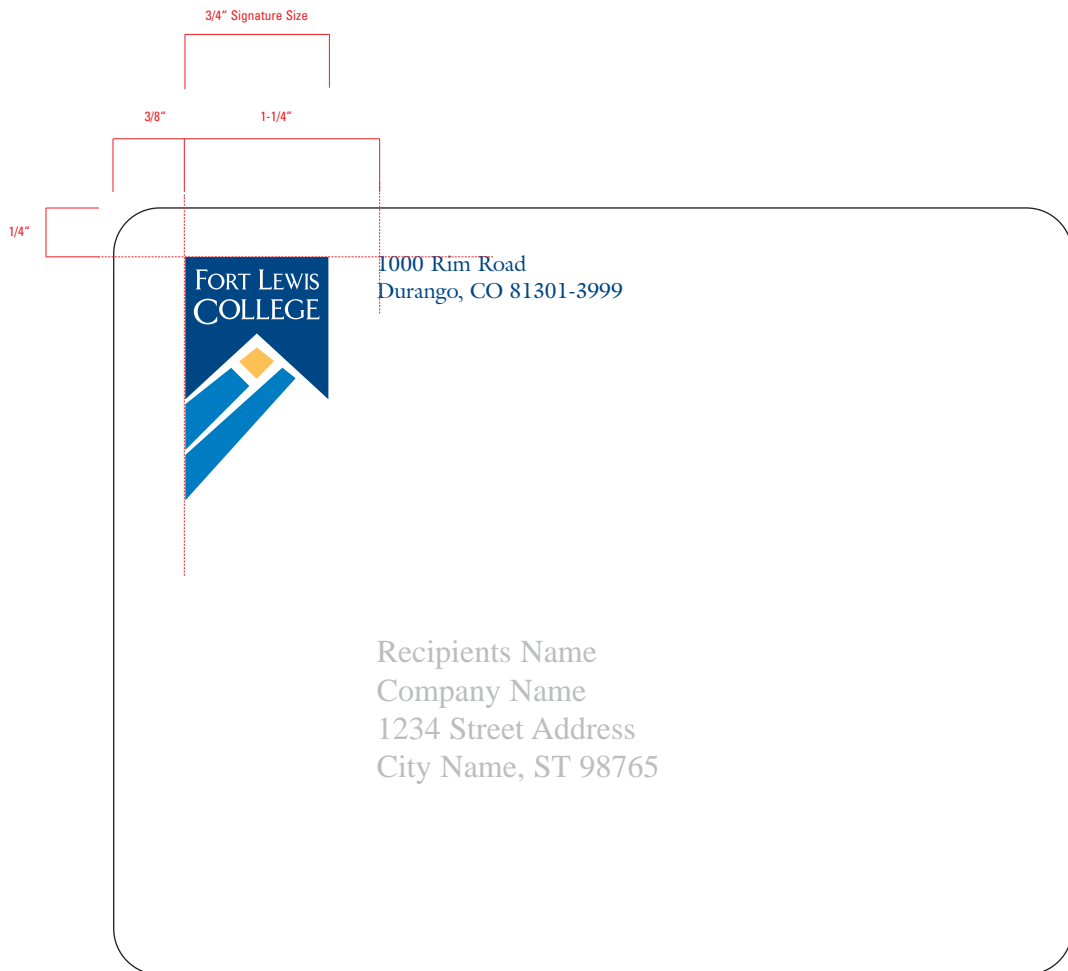 3/4“ Signature Size
3/8“
1-1/4“
1/4“
FORT LEWIS
COLLEGE
1000 Rim Road
Durango, CO 81301-3999
Recipients Name
Company Name
1234 Street Address
City Name, ST 98765